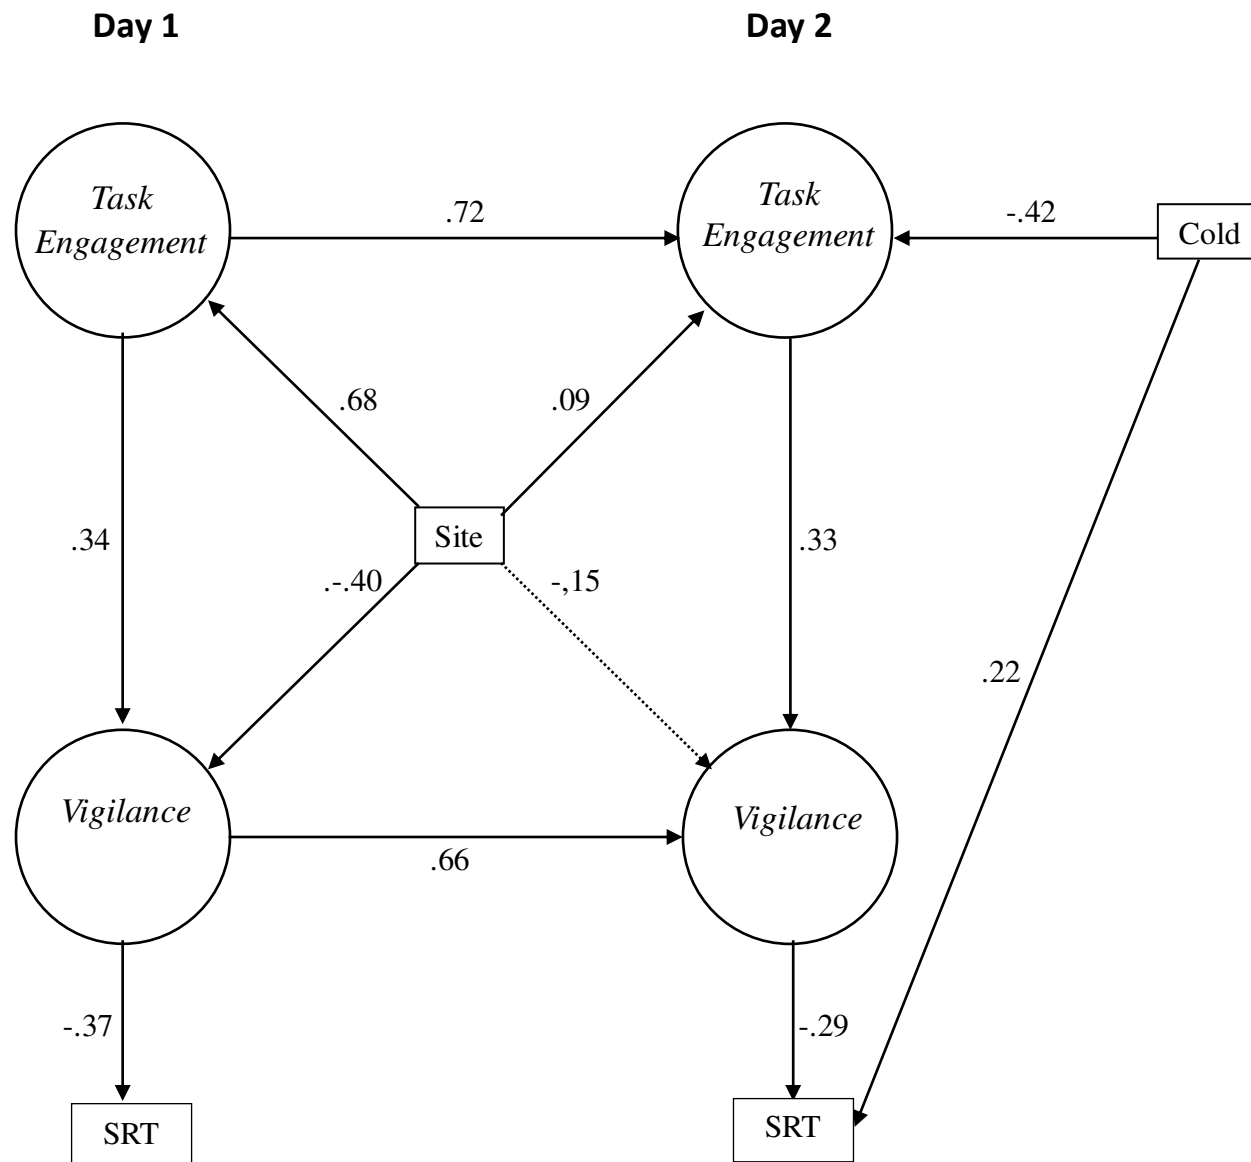 Day 1
Day 2
Task
Engagement
.72
Task
Engagement
-.42
Cold
.68
.09
.34
Site
.33
.-.40
-,15
.22
Vigilance
Vigilance
.66
-.37
-.29
SRT
SRT